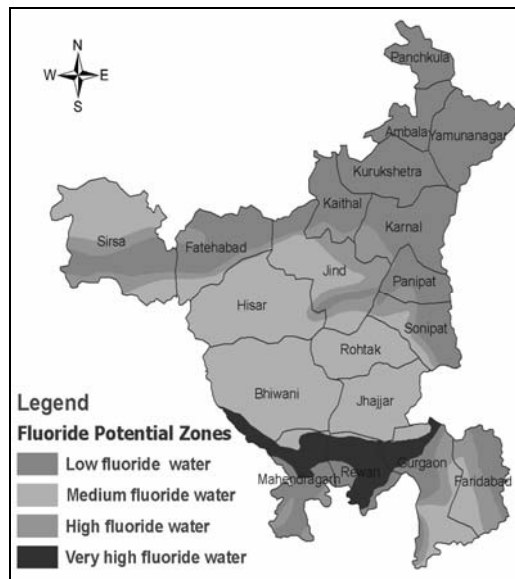 N
W E
S
Panchkula
Ambala
Yamunanagar
Kurukshetra
Kaithal
Karnal
Sirsa
Fatehabad
Jind
Panipat
Hisar
Sonipat
Rohtak
Bhiwani
Jhajjar
Legend
Fluoride Potential Zones
Low fluoride water
Medium fluoride water
High fluoride water
Very high fluoride water
Mahendragarh
Rewari
Gurgaon
Faridabad